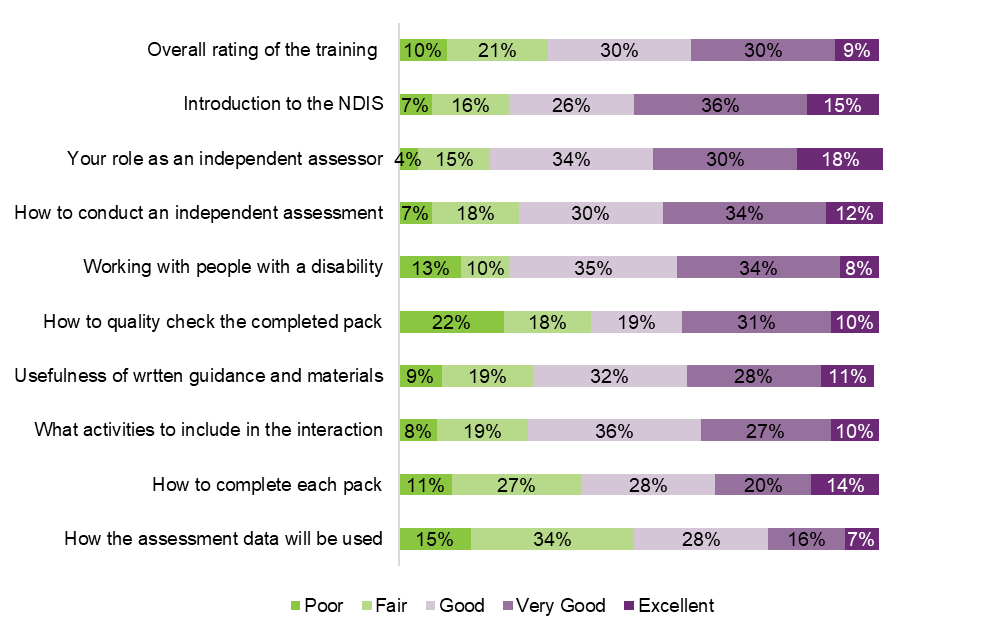 Overall rating of the training 10% 21% 30% 30% 9%
Introduction to the NDIS 7% 16% 26% 36% 15%
Your role as an independent assessor 4% 15% 34% 30% 18%
How to conduct an independent assessment 7% 18% 30% 34% 12%
Working with people with a disability 13% 10% 35% 34% 8%
How to quality check the completed pack 22% 18% 19% 31% 10%
Usefulness of wrtten guidance and materials 9% 19% 32% 28% 11%
What activities to include in the interaction 8% 19% 36% 27% 10%
How to complete each pack 11% 27% 28% 20% 14%
How the assessment data will be used 15% 34% 28% 16% 7%
Poor Fair Good Very Good Excellent